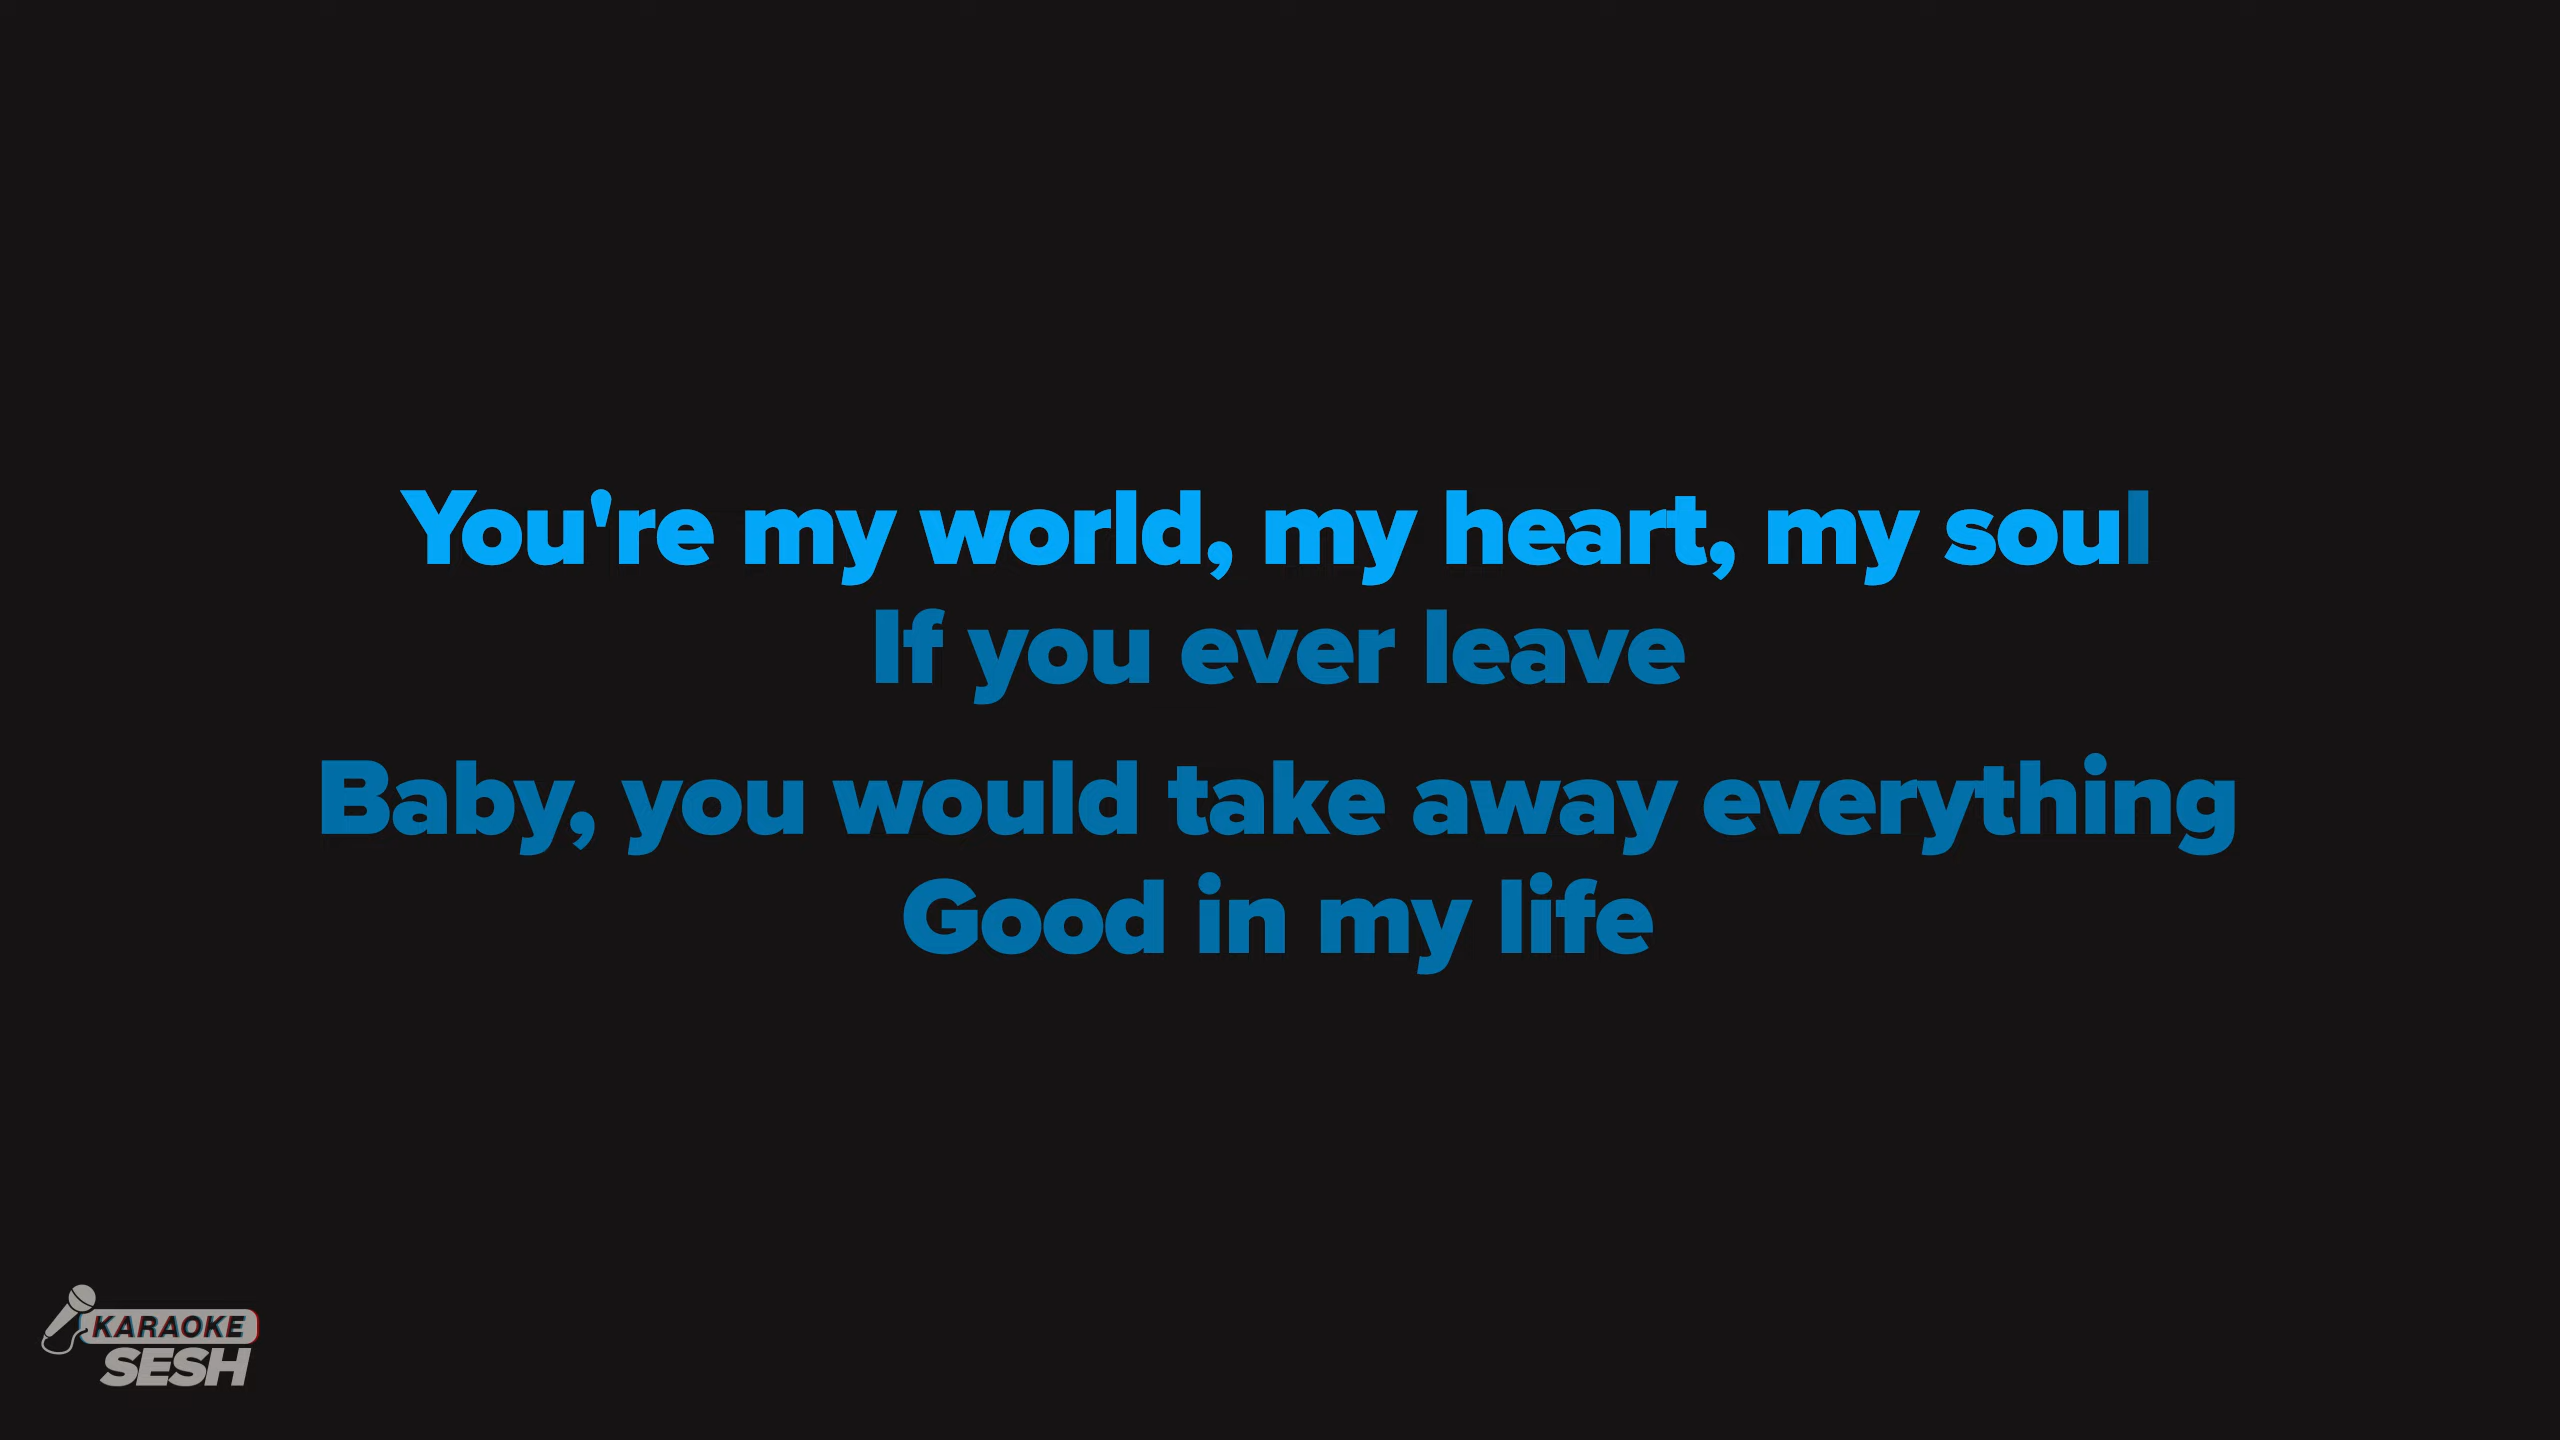 You're my world, my heart, my soul
If you ever leave
Baby, you would take away everything
Good in my life
KARAOKE
SESH